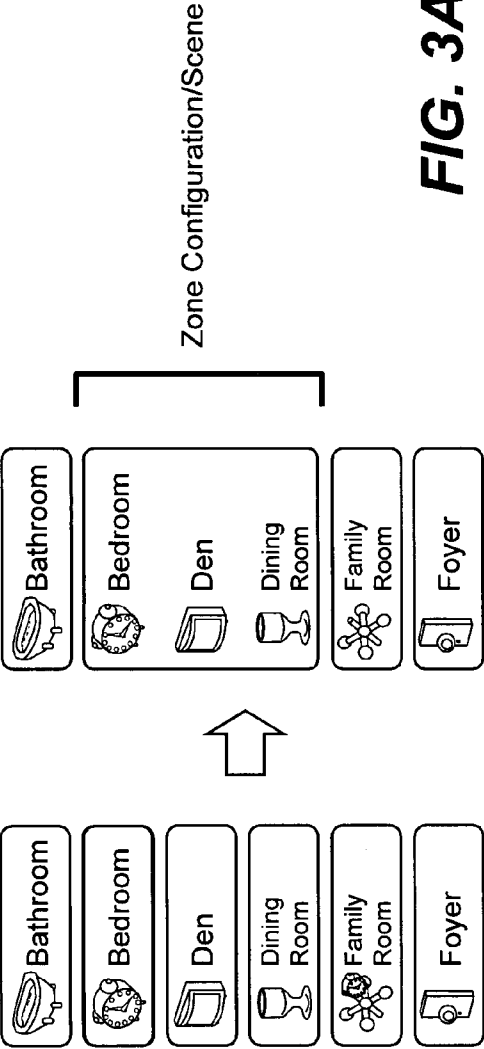 Bathroom
Bedroom
Den
Dining
Room
Family
Room
Foyer
Bathroom
Bedroom
Den
Dining
Room
Family
Room
Foyer
Zone Configuration/Scene
FIG. 3A